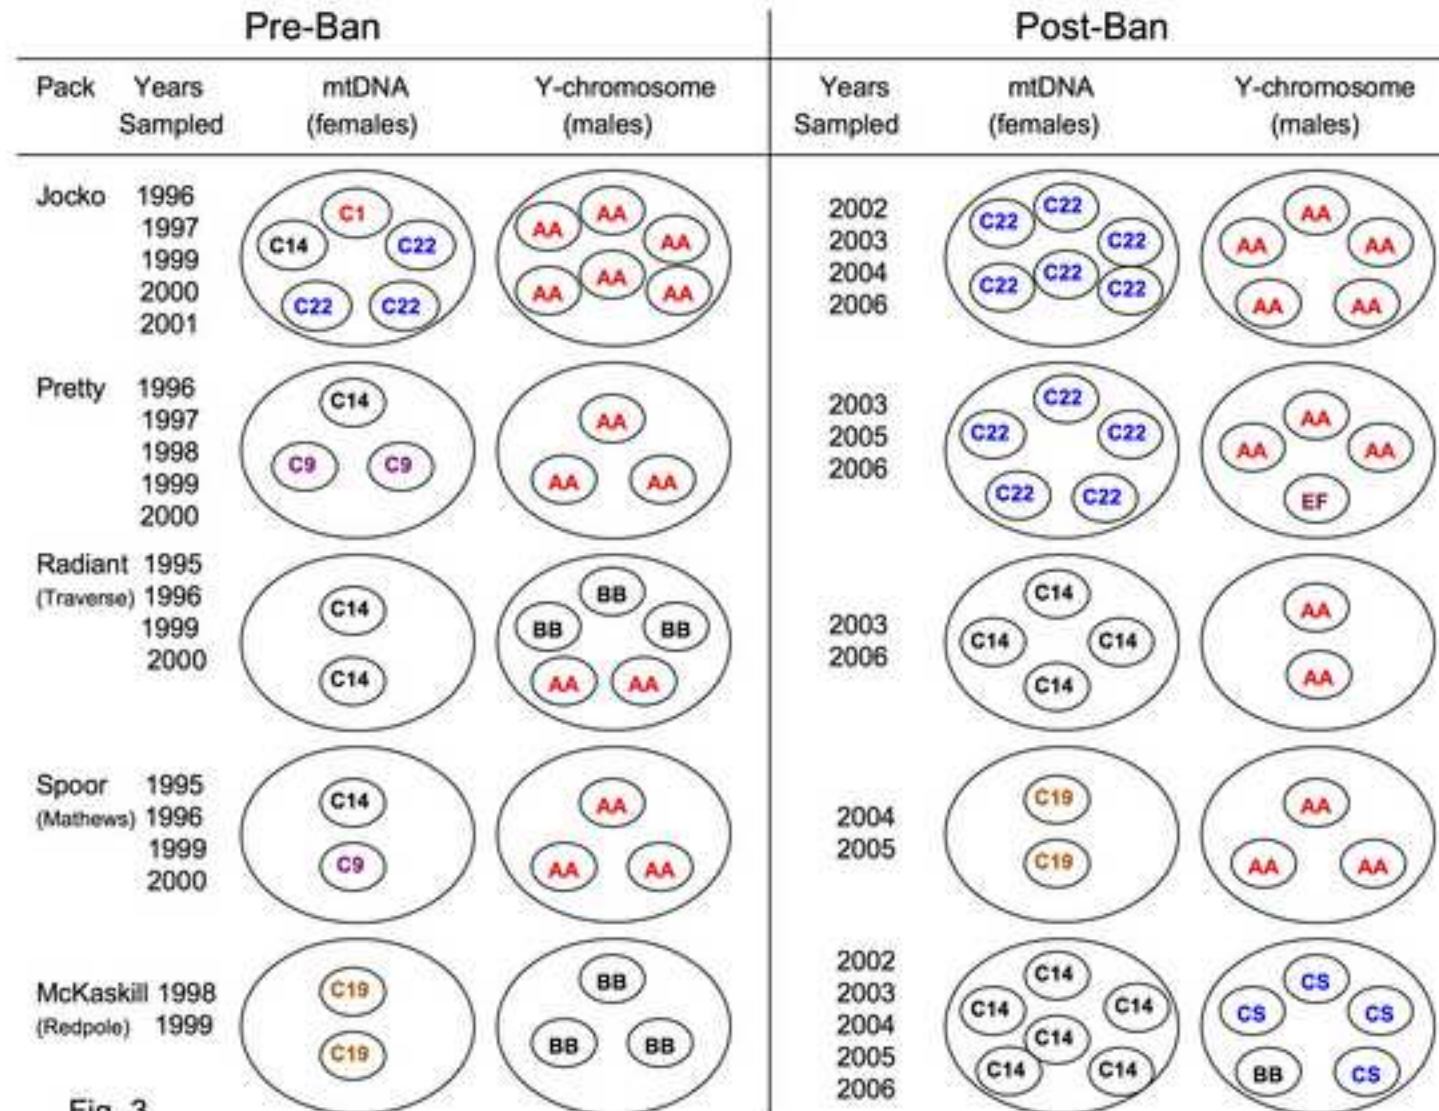 Pre-Ban Post-Ban
Pack Years mtDNA Y-chromosome Years mtDNA Y-chromosome
Sampled (females) (males) Sampled (females) (males)
Jocko 1996
1997
1999
2000
2001
C1
C14 C22
C22 C22
AA
AA AA
AA
AA AA
2002
2003
2004
2006
C22
C22 C22
C22
C22 C22
AA
AA AA
AA AA
Pretty 1996
1997
1998
1999
2000
C14
C9 C9
AA
AA AA
2003
2005
2006
C22
C22 C22
C22 C22
AA
AA AA
EF
Radiant 1995
(Traverse) 1996
1999
2000
C14
C14
BB
BB BB
AA AA
2003
2006
C14
C14 C14
C14
AA
AA
Spoor 1995
(Mathews) 1996
1999
2000
C14
C9
AA
AA AA
2004
2005
C19
C19
AA
AA AA
McKaskill 1998
(Redpole) 1999
C19
C19
BB
BB BB
2002
2003
2004
2005
2006
C14
C14 C14
C14
C14 C14
CS
CS CS
BB CS
Fig. 3